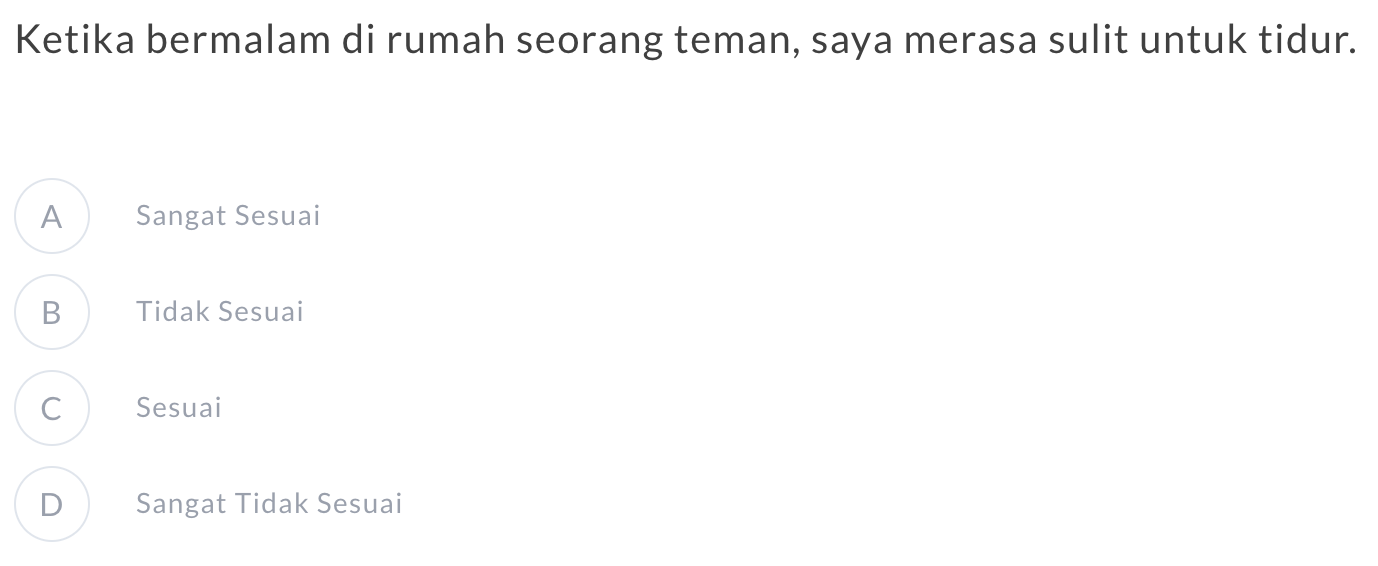 Ketika bermalam di rumah seorang teman, saya merasa sulit untuk tidur.
A Sangat Sesuai
B Tidak Sesuai
C Sesuai
D Sangat Tidak Sesuai